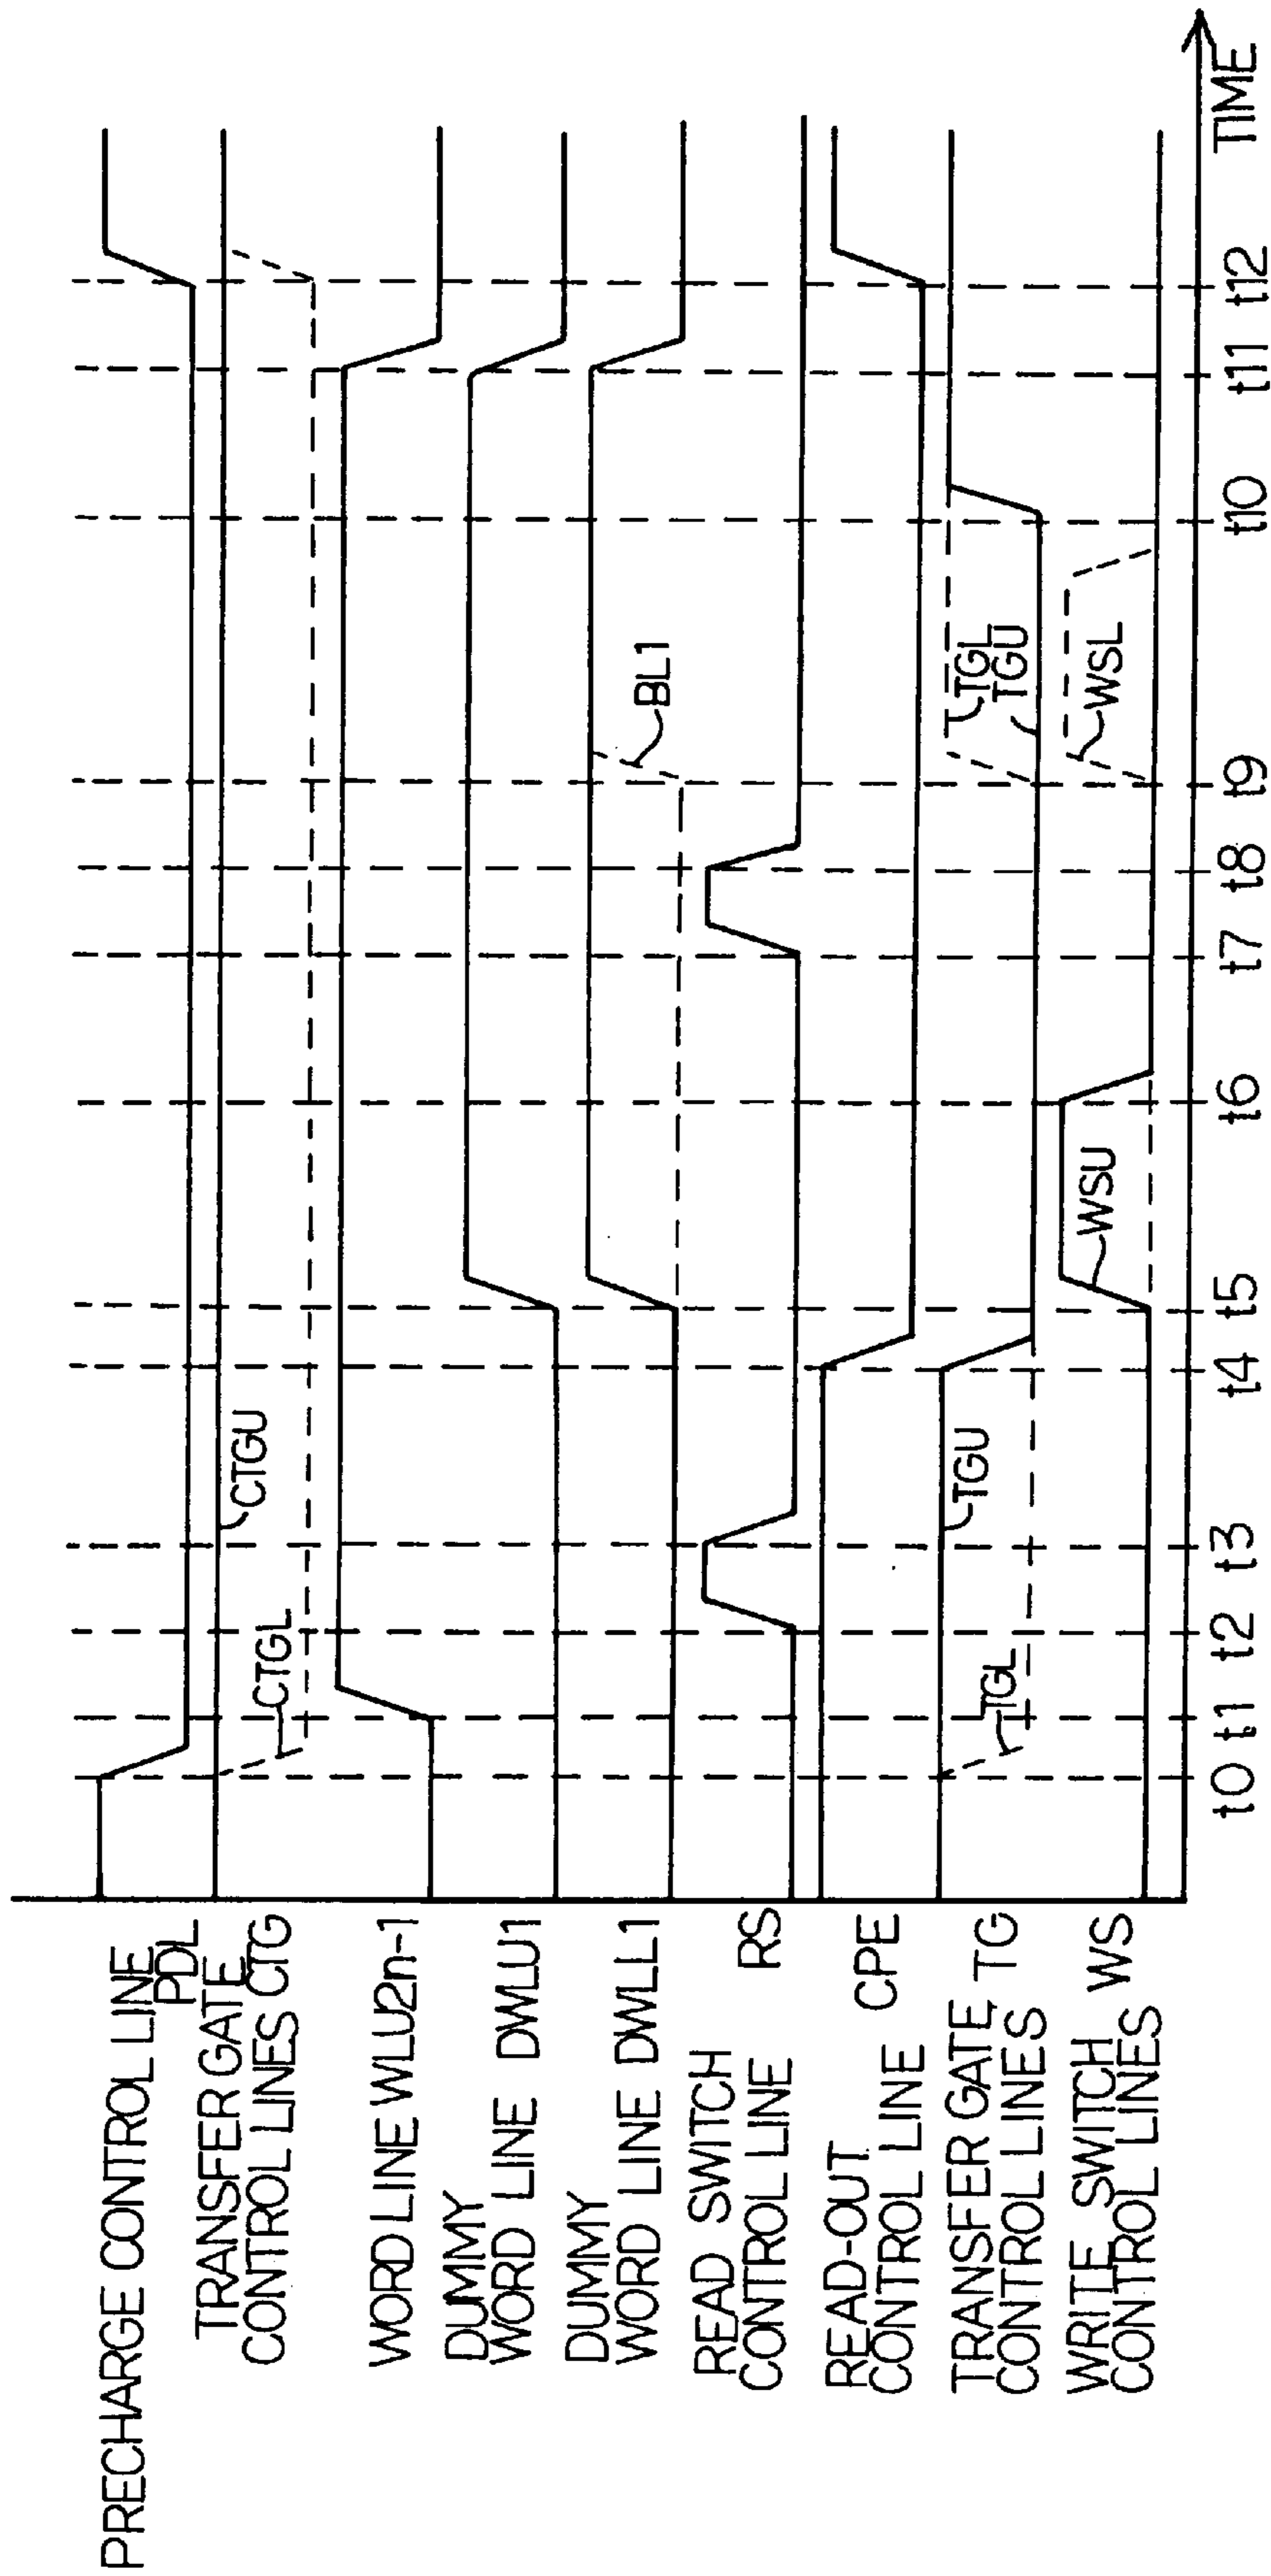 PRECHARGE CONTROL LINE
PDL
TRANSFER GATE
CONTROL LINES CTG
CTGL
CTGU
WORD LINE WLU2n-1
DUMMY
WORD LINE DWLU1
DUMMY
WORD LINE DWLL1
BL1
READ SWITCH
CONTROL LINE RS
READ-OUT
CONTROL LINE CPE
TRANSFER GATE
CONTROL LINES TG
TGL
TGU
TGL
TGU
WRITE SWITCH
CONTROL LINES WS
WSU
WSL
t0 t1 t2 t3 t4 t5 t6 t7 t8 t9 t10 t11 t12
TIME